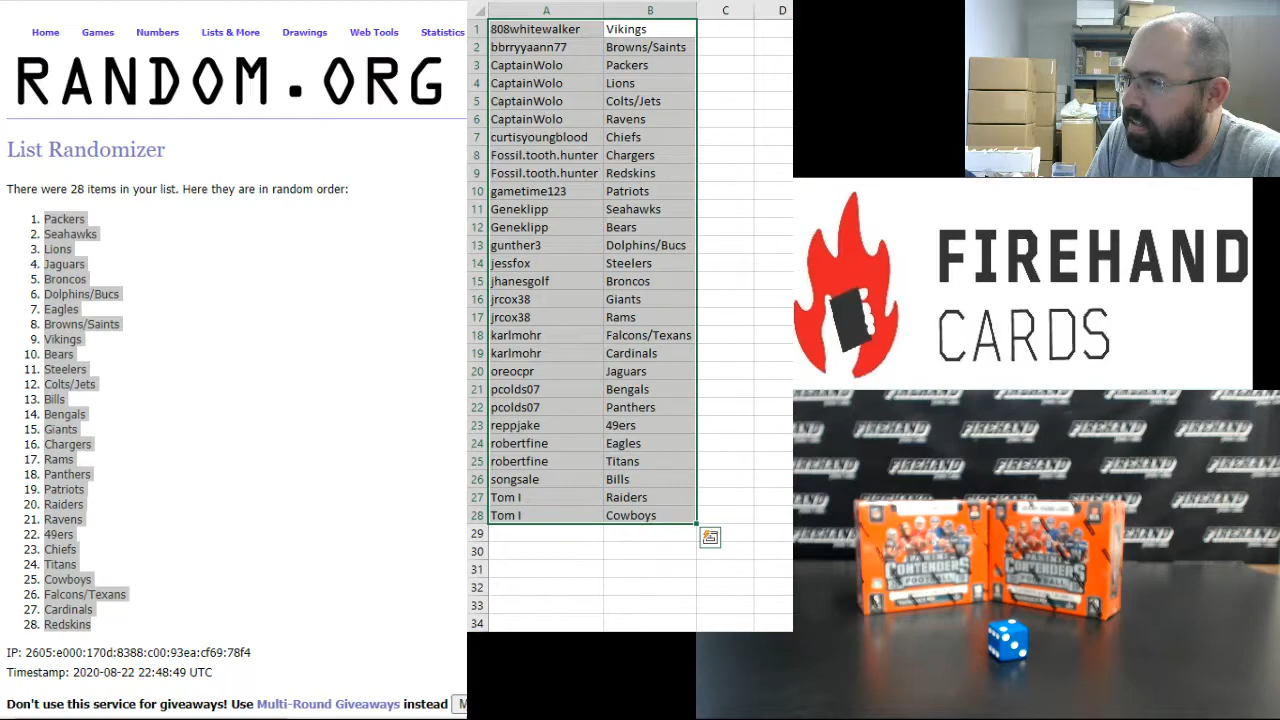 Home Games Numbers Lists & More Drawings Web Tools Statistics
RANDOM.ORG
List Randomizer
There were 28 items in your list. Here they are in random order:
1. Packers
2. Seahawks
3. Lions
4. Jaguars
5. Broncos
6. Dolphins/Bucs
7. Eagles
8. Browns/Saints
9. Vikings
10. Bears
11. Steelers
12. Colts/Jets
13. Bills
14. Bengals
15. Giants
16. Chargers
17. Rams
18. Panthers
19. Patriots
20. Raiders
21. Ravens
22. 49ers
23. Chiefs
24. Titans
25. Cowboys
26. Falcons/Texans
27. Cardinals
28. Redskins
IP: 2605:e000:170d:8388:c00:93ea:cf69:78f4
Timestamp: 2020-08-22 22:48:49 UTC
Don't use this service for giveaways! Use Multi-Round Giveaways instead
A B C D
1 808whitewalker Vikings
2 bbrryyaann77 Browns/Saints
3 CaptainWolo Packers
4 CaptainWolo Lions
5 CaptainWolo Colts/Jets
6 CaptainWolo Ravens
7 curtisyoungblood Chiefs
8 Fossil.tooth.hunter Chargers
9 Fossil.tooth.hunter Redskins
10 gametime123 Patriots
11 Geneklipp Seahawks
12 Geneklipp Bears
13 gunther3 Dolphins/Bucs
14 jessfox Steelers
15 jhanesgolf Broncos
16 jrcox38 Giants
17 jrcox38 Rams
18 karlmohr Falcons/Texans
19 karlmohr Cardinals
20 oreocpr Jaguars
21 pcolds07 Bengals
22 pcolds07 Panthers
23 reppjake 49ers
24 robertfine Eagles
25 robertfine Titans
26 songsale Bills
27 Tom I Raiders
28 Tom I Cowboys
29
30
31
32
33
34
FIREHAND
CARDS
FIREHAND
PANINI
CONTENDERS
FOOTBALL
PANINI
CONTENDERS
FOOTBALL